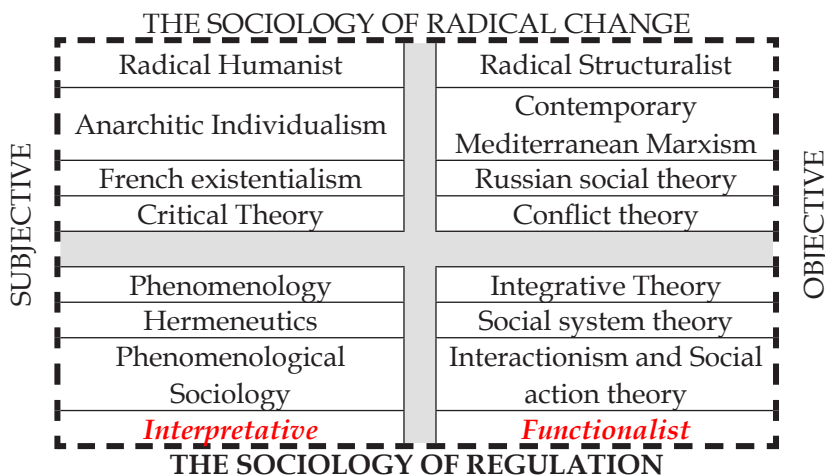 THE SOCIOLOGY OF RADICAL CHANGE
SUBJECTIVE
Radical Humanist
Anarchitic Individualism
French existentialism
Critical Theory
Radical Structuralist
Contemporary
Mediterranean Marxism
Russian social theory
Conflict theory
OBJECTIVE
Phenomenology
Hermeneutics
Phenomenological
Sociology
Interpretative
Integrative Theory
Social system theory
Interactionism and Social
action theory
Functionalist
THE SOCIOLOGY OF REGULATION